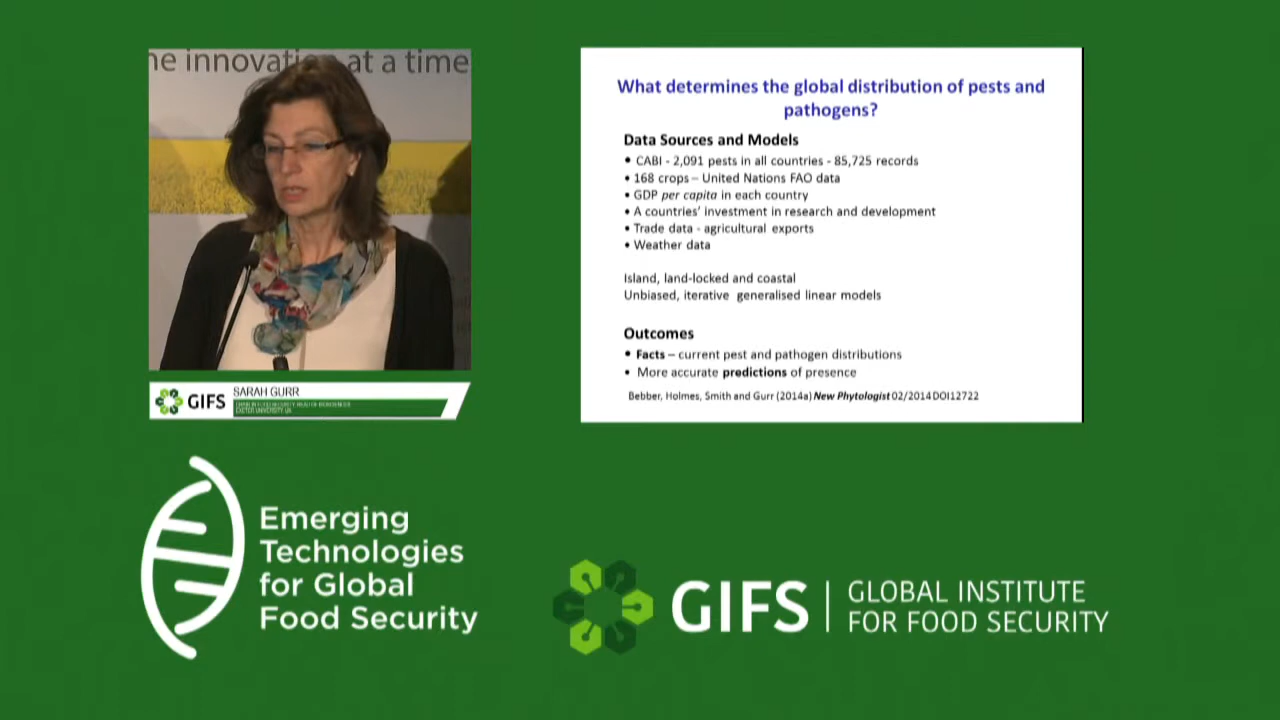 he innovati at a time
GIFS
SARAH GURR
EXETER UNIVERSITY, UK
What determines the global distribution of pests and
pathogens?
Data Sources and Models
• CABI - 2,091 pests in all countries - 85,725 records
• 168 crops – United Nations FAO data
• GDP per capita in each country
• A countries' investment in research and development
• Trade data - agricultural exports
• Weather data
Island, land-locked and coastal
Unbiased, iterative generalised linear models
Outcomes
• Facts – current pest and pathogen distributions
• More accurate predictions of presence
Bebber, Holmes, Smith and Gurr (2014a) New Phytologist 02/2014 DOI12722
Emerging
Technologies
for Global
Food Security
GIFS
GLOBAL INSTITUTE
FOR FOOD SECURITY